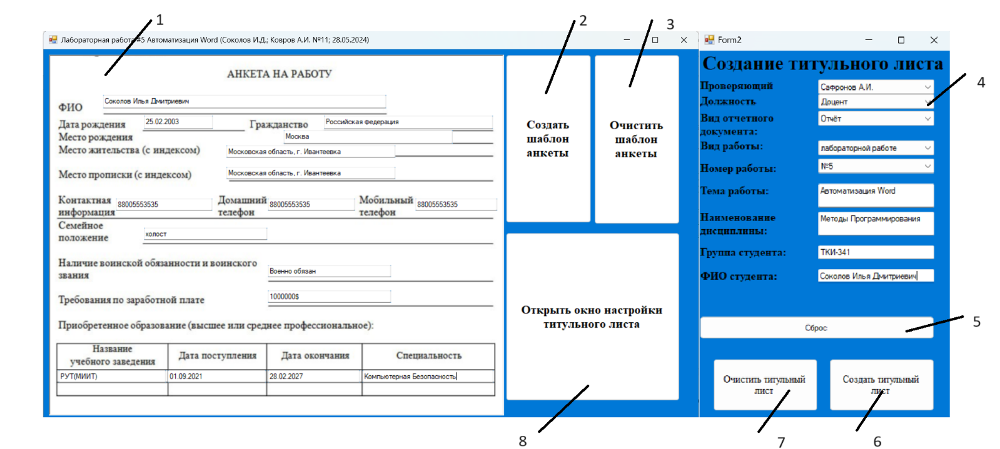 1
2
3
Лабораторная работа #5 Автоматизация Word (Соколов И.Д.; Ковров А.И. №11; 28.05.2024)
АНКЕТА НА РАБОТУ
ФИО Соколов Илья Дмитриевич
Дата рождения 25.02.2003 Гражданство Российская Федерация
Место рождения Москва
Место жительства (с индексом) Московская область, г. Ивантеевка
Место прописки (с индексом) Московская область, г. Ивантеевка
Контактная информация 88005553535 Домашний телефон 88005553535 Мобильный телефон 88005553535
Семейное положение холост
Наличие воинской обязанности и воинского
звания Военно обязан
Требования по заработной плате 1000000$
Приобретенное образование (высшее или среднее профессиональное):
Название учебного заведения Дата поступления Дата окончания Специальность
РУТ(МИИТ) 01.09.2021 28.02.2027 Компьютерная Безопасность
Создать
шаблон
анкеты
Очистить
шаблон
анкеты
Открыть окно настройки
титульного листа
8
Form2
Создание титульного листа
4
Проверяющий Сафронов А.И.
Должность Доцент
Вид отчетного
документа: Отчёт
Вид работы: лабораторной работе
Номер работы: №5
Тема работы: Автоматизация Word
Наименование
дисциплины: Методы Программирования
Группа студента: ТКИ-341
ФИО студента: Соколов Илья Дмитриевич
Сброс
5
Очистить титульный
лист
Создать титульный
лист
7
6